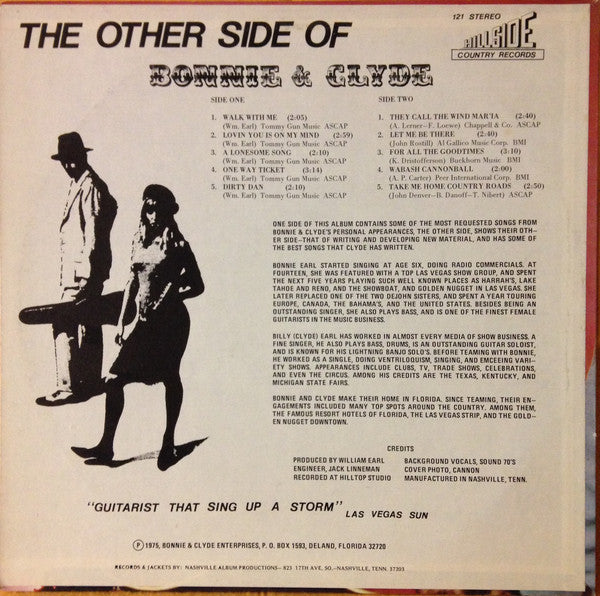 THE OTHER SIDE OF
121 STEREO
HILLSIDE
COUNTRY RECORDS
BONNIE & CLYDE
SIDE ONE
1. WALK WITH ME (2:05)
(Wm. Earl) Tommy Gun Music ASCAP
2. LOVIN YOU IS ON MY MIND (2:59)
(Wm. Earl) Tommy Gun Music ASCAP
3. A LONESOME SONG (2:10)
(Wm. Earl) Tommy Gun Music ASCAP
4. ONE WAY TICKET (3:14)
(Wm. Earl) Tommy Gun Music ASCAP
5. DIRTY DAN (2:10)
(Wm. Earl) Tommy Gun Music ASCAP
SIDE TWO
1. THEY CALL THE WIND MAR'IA (2:40)
(A. Lerner—F. Loewe) Chappell & Co. ASCAP
2. LET ME BE THERE (2:40)
(John Rostill) Al Gallico Music Corp. BMI
3. FOR ALL THE GOODTIMES (3:10)
(K. Dristofferson) Buckhorn Music BMI
4. WABASH CANNONBALL (2:00)
(A. P. Carter) Peer International Corp. BMI
5. TAKE ME HOME COUNTRY ROADS (2:50)
(John Denver—B. Danoff—T. Nibert) ASCAP
ONE SIDE OF THIS ALBUM CONTAINS SOME OF THE MOST REQUESTED SONGS FROM
BONNIE & CLYDE'S PERSONAL APPEARANCES, THE OTHER SIDE, SHOWS THEIR OTH-
ER SIDE—THAT OF WRITING AND DEVELOPING NEW MATERIAL, AND HAS SOME OF
THE BEST SONGS THAT CLYDE HAS WRITTEN.
BONNIE EARL STARTED SINGING AT AGE SIX, DOING RADIO COMMERCIALS. AT
FOURTEEN, SHE WAS FEATURED WITH A TOP LAS VEGAS SHOW GROUP, AND SPENT
THE NEXT FIVE YEARS PLAYING SUCH WELL KNOWN PLACES AS HARRAH'S, LAKE
TAHOE AND RENO, AND THE SHOWBOAT, AND GOLDEN NUGGET IN LAS VEGAS. SHE
LATER REPLACED ONE OF THE TWO DEJOHN SISTERS, AND SPENT A YEAR TOURING
EUROPE, CANADA, THE BAHAMA'S, AND THE UNITED STATES. BESIDES BEING AN
OUTSTANDING SINGER, SHE ALSO PLAYS BASS, AND IS ONE OF THE FINEST FEMALE
GUITARISTS IN THE MUSIC BUSINESS.
BILLY (CLYDE) EARL HAS WORKED IN ALMOST EVERY MEDIA OF SHOW BUSINESS. A
FINE SINGER, HE ALSO PLAYS BASS, DRUMS, IS AN OUTSTANDING GUITAR SOLOIST,
AND IS KNOWN FOR HIS LIGHTNING BANJO SOLO'S. BEFORE TEAMING WITH BONNIE,
HE WORKED AS A SINGLE, DOING VENTRILOQUISM, SINGING, AND EMCEEING VARI-
ETY SHOWS. APPEARANCES INCLUDE CLUBS, TV, TRADE SHOWS, CELEBRATIONS,
AND EVEN THE CIRCUS. AMONG HIS CREDITS ARE THE TEXAS, KENTUCKY, AND
MICHIGAN STATE FAIRS.
BONNIE AND CLYDE MAKE THEIR HOME IN FLORIDA. SINCE TEAMING, THEIR EN-
GAGEMENTS INCLUDED MANY TOP SPOTS AROUND THE COUNTRY. AMONG THEM,
THE FAMOUS RESORT HOTELS OF FLORIDA, THE LAS VEGAS STRIP, AND THE GOLD-
EN NUGGET DOWNTOWN.
CREDITS
PRODUCED BY WILLIAM EARL
ENGINEER, JACK LINNEMAN
RECORDED AT HILLTOP STUDIO
BACKGROUND VOCALS, SOUND 70'S
COVER PHOTO, CANNON
MANUFACTURED IN NASHVILLE, TENN.
"GUITARIST THAT SING UP A STORM" LAS VEGAS SUN
Ⓟ 1975, BONNIE & CLYDE ENTERPRISES, P. O. BOX 1593, DELAND, FLORIDA 32720
RECORDS & JACKETS BY: NASHVILLE ALBUM PRODUCTIONS— 823 17TH AVE, SO,—NASHVILLE, TENN. 37203